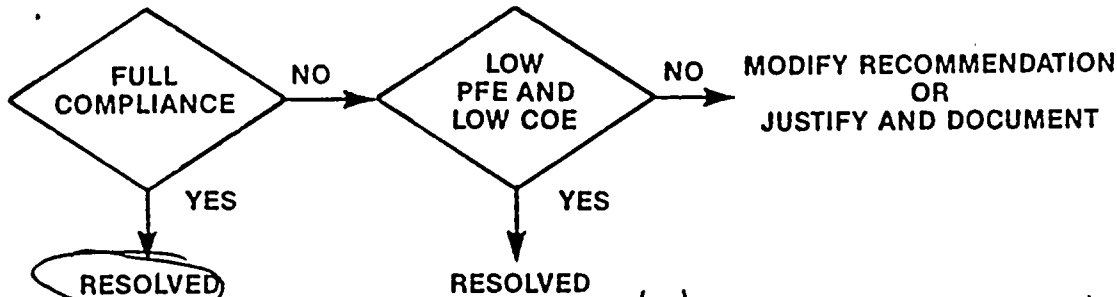 FULL
COMPLIANCE
NO
LOW
PFE AND
LOW COE
NO
MODIFY RECOMMENDATION
OR
JUSTIFY AND DOCUMENT
YES
YES
RESOLVED
RESOLVED